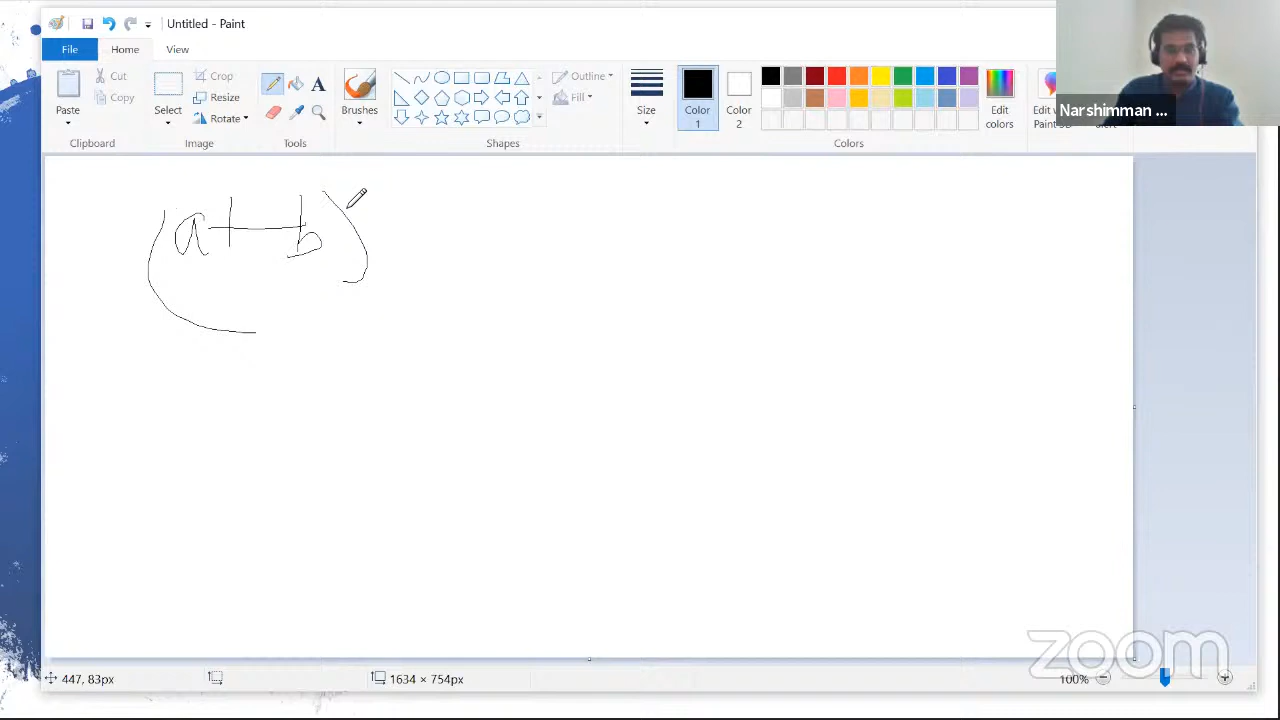 Untitled - Paint
File Home View
Cut
Copy
Paste
Clipboard
Select
Crop
Resize
Rotate
Image
A
Tools
Brushes
Outline
Fill
Shapes
Size
Color 1
Color 2
Edit colors
Colors
Narshimman ...
(a+b)
447, 83px
1634 × 754px
100%
zoom